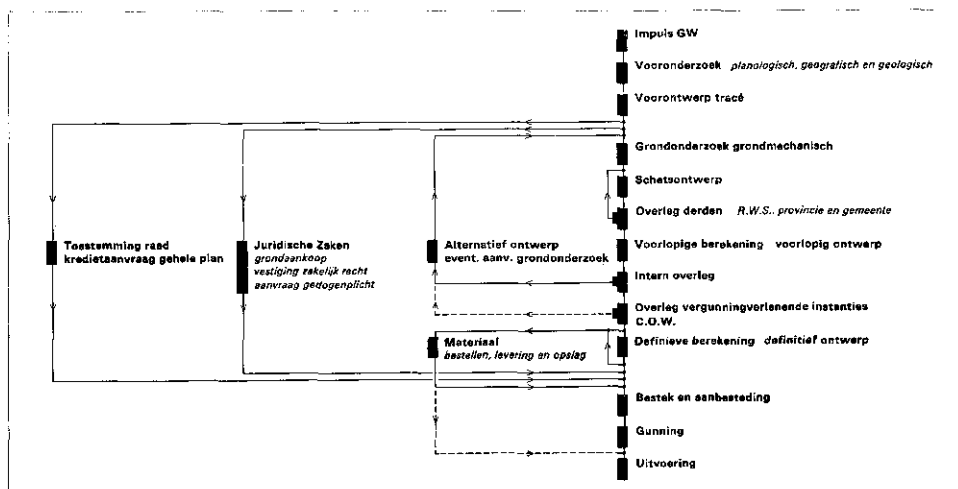 Impuls GW
Vooronderzoek planologisch, geografisch en geologisch
Voorontwerp tracé
Grondonderzoek grondmechanisch
Schetsontwerp
Overleg derden R.W.S., provincie en gemeente
Toestemming raad
kredietaanvraag gehele plan
Juridische Zaken
grondaankoop
vestiging zakelijk recht
aanvraag gedogenplicht
Alternatief ontwerp
event. aanv. grondonderzoek
Voorlopige berekening voorlopig ontwerp
Intern overleg
Overleg vergunningverlenende instanties
C.O.W.
Materiaal
bestellen, levering en opslag
Definieve berekening definitief ontwerp
Bestek en aanbesteding
Gunning
Uitvoering